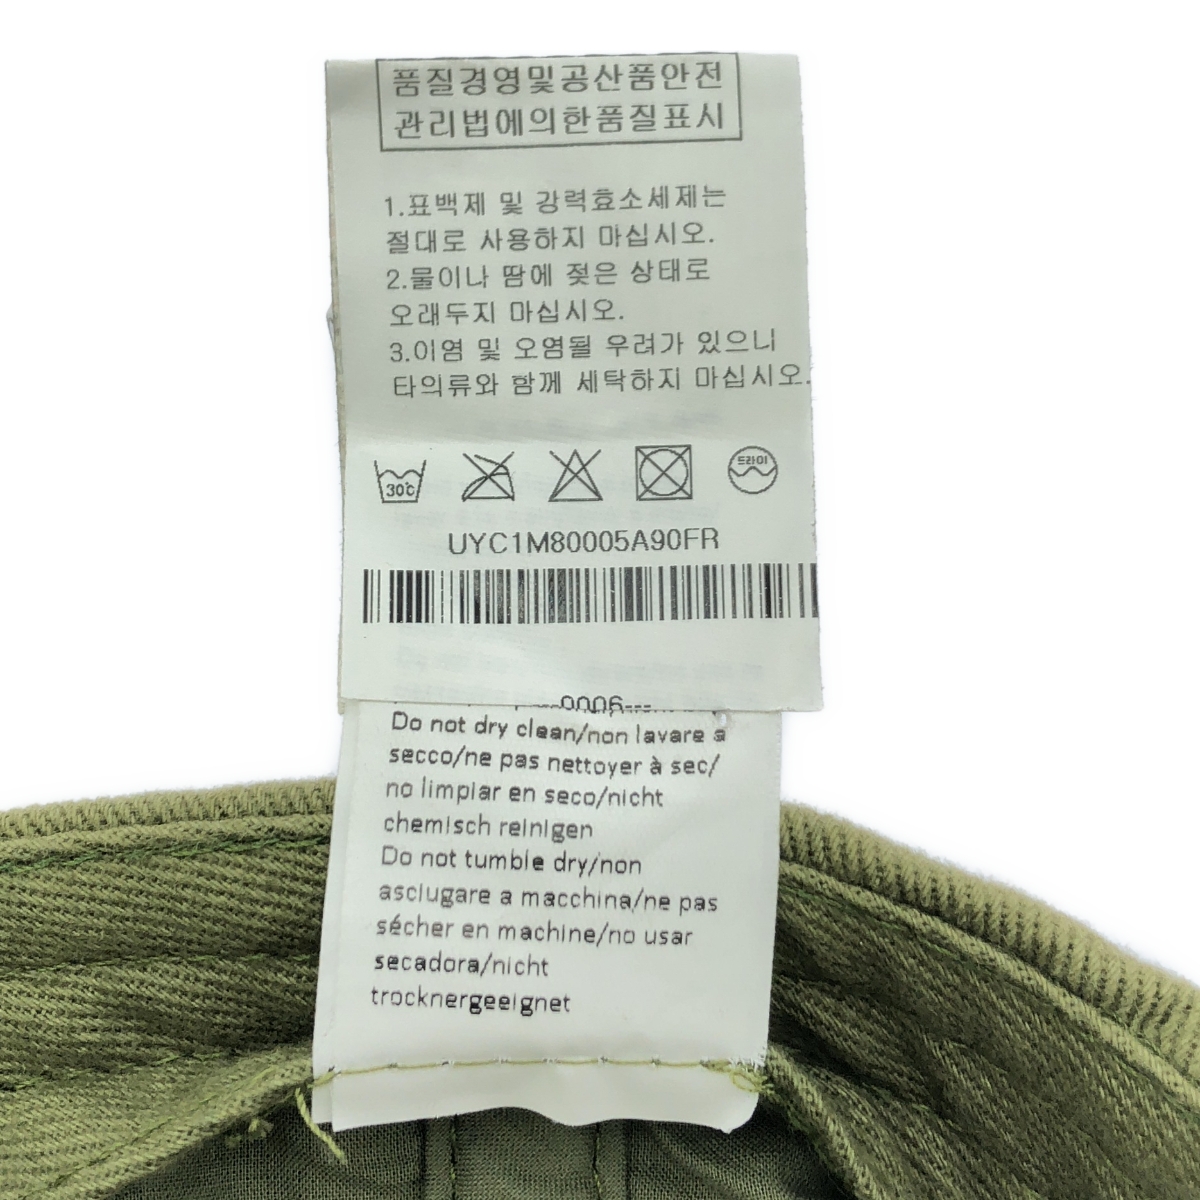 품질경영및공산품안전
관리법에의한품질표시
1.표백제 및 강력효소세제는
절대로 사용하지 마십시오.
2.물이나 땀에 젖은 상태로
오래두지 마십시오.
3.이염 및 오염될 우려가 있으니
타의류와 함께 세탁하지 마십시오.
30℃
드라이
UYC1M80005A90FR
0006---
Do not dry clean/non lavare a
secco/ne pas nettoyer à sec/
no limpiar en seco/nicht
chemisch reinigen
Do not tumble dry/non
asciugare a macchina/ne pas
sécher en machine/no usar
secadora/nicht
trocknergeeignet